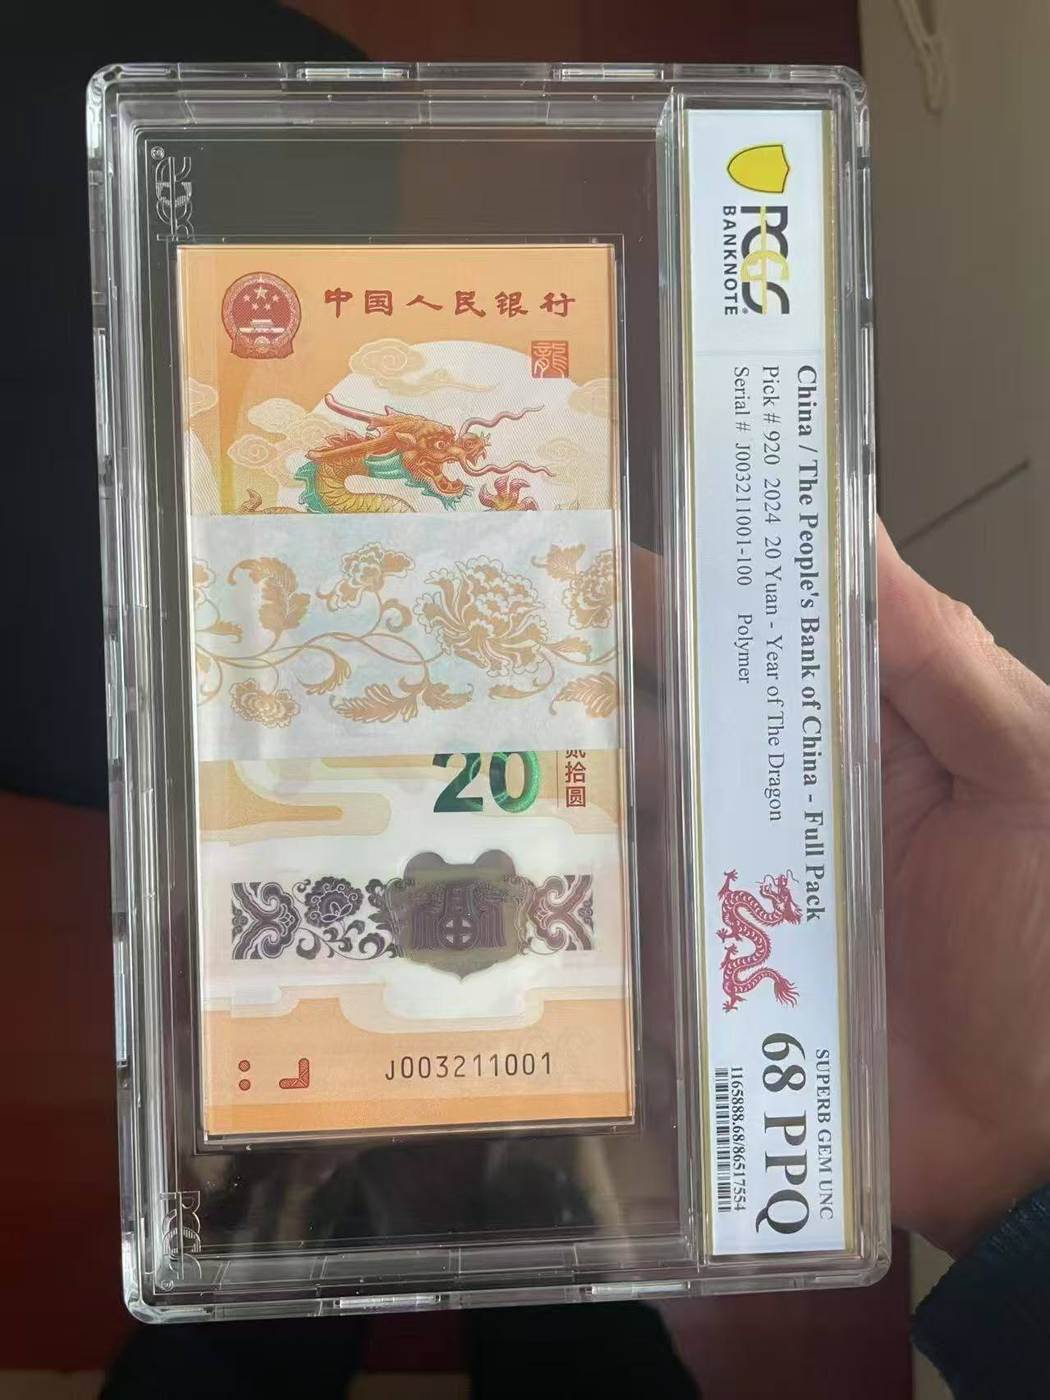 PCGS
BANKNOTE
China / The People's Bank of China - Full Pack
Pick # 920 2024 20 Yuan - Year of The Dragon
Serial # J003211001-100 Polymer
SUPERB GEM UNC
68 PPQ
1165888.68/86517554
中国人民银行
龍
20
贰拾圆
J003211001
PCGS